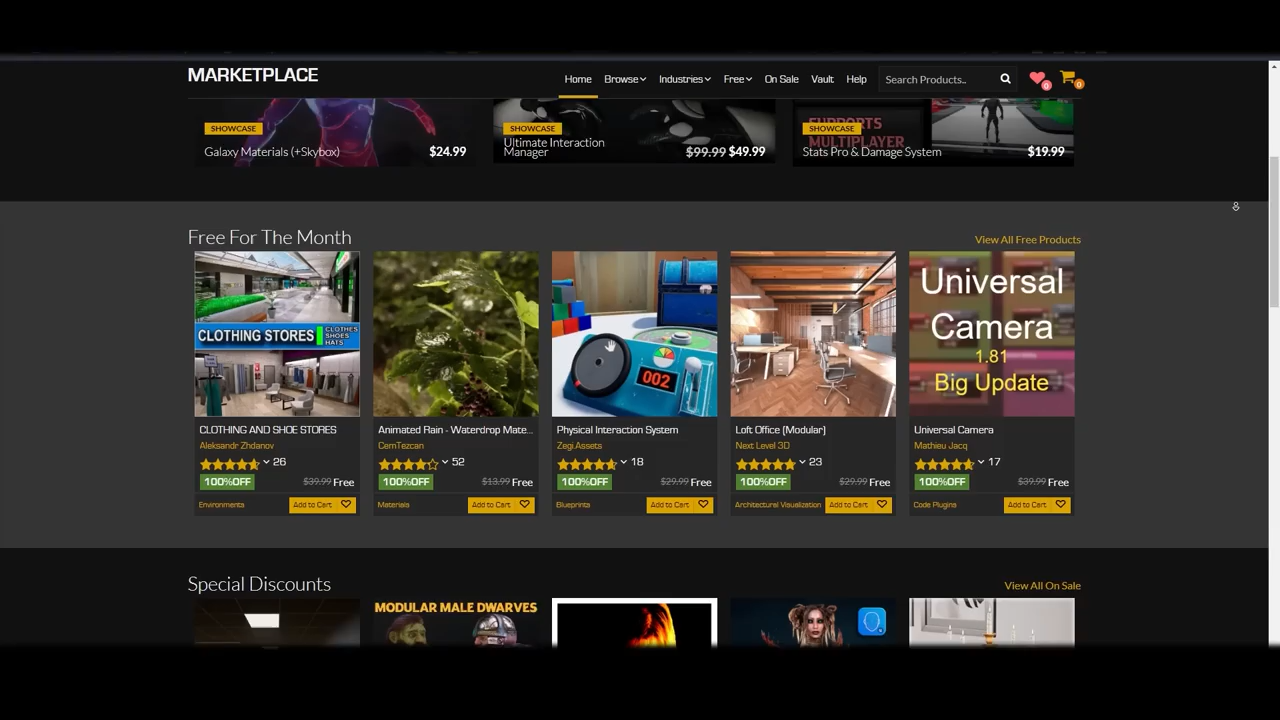 MARKETPLACE
Home Browse Industries Free On Sale Vault Help Search Products.. 0 0
SHOWCASE
Galaxy Materials (+Skybox) $24.99
SHOWCASE
Ultimate Interaction
Manager $99.99 $49.99
SUPPORTS
MULTIPLAYER
SHOWCASE
Stats Pro & Damage System $19.99
Free For The Month View All Free Products
CLOTHING STORES CLOTHES
SHOES
HATS
002
Universal
Camera
1.81
Big Update
CLOTHING AND SHOE STORES
Aleksandr Zhdanov
26
100%OFF $39.99 Free
Environments Add to Cart
Animated Rain - Waterdrop Mate...
CemTezcan
52
100%OFF $13.99 Free
Materials Add to Cart
Physical Interaction System
Zegi.Assets
18
100%OFF $29.99 Free
Blueprints Add to Cart
Loft Office (Modular)
Next Level 3D
23
100%OFF $29.99 Free
Architectural Visualization Add to Cart
Universal Camera
Mathieu Jacq
17
100%OFF $39.99 Free
Code Plugins Add to Cart
Special Discounts View All On Sale
MODULAR MALE DWARVES